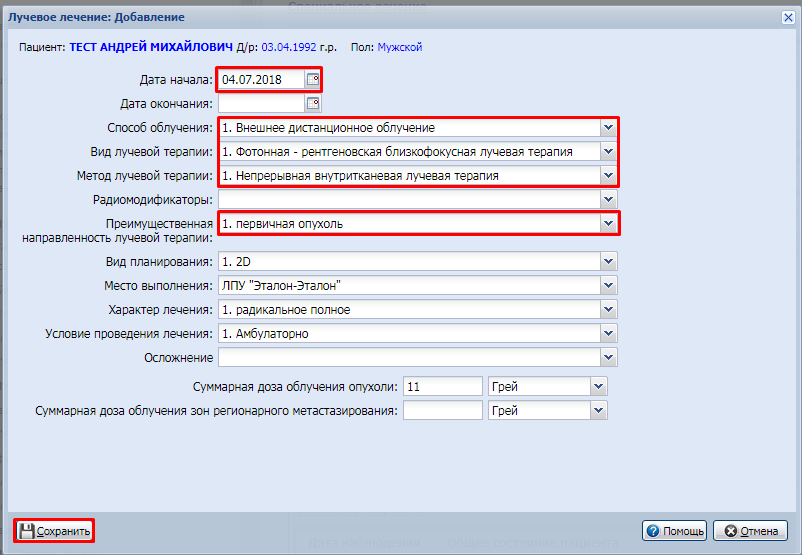 Лучевое лечение: Добавление
Пациент: ТЕСТ АНДРЕЙ МИХАЙЛОВИЧ Д/р: 03.04.1992 г.р. Пол: Мужской
Дата начала: 04.07.2018
Дата окончания:
Способ облучения: 1. Внешнее дистанционное облучение
Вид лучевой терапии: 1. Фотонная - рентгеновская близкофокусная лучевая терапия
Метод лучевой терапии: 1. Непрерывная внутритканевая лучевая терапия
Радиомодификаторы:
Преимущественная
направленность лучевой терапии: 1. первичная опухоль
Вид планирования: 1. 2D
Место выполнения: ЛПУ "Эталон-Эталон"
Характер лечения: 1. радикальное полное
Условие проведения лечения: 1. Амбулаторно
Осложнение
Суммарная доза облучения опухоли: 11 Грей
Суммарная доза облучения зон регионарного метастазирования: Грей
Сохранить
Помощь
Отмена